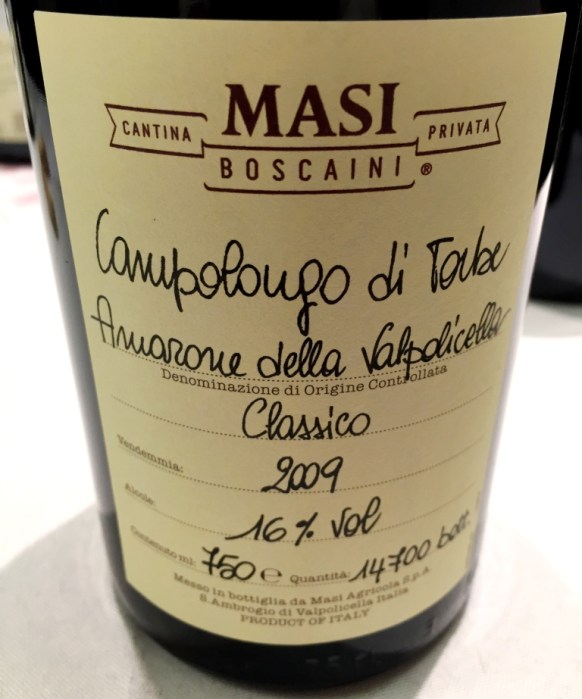 MASI
CANTINA PRIVATA
BOSCAINI ®
Campolongo di Torbe
Amarone della Valpolicella
Denominazione di Origine Controllata
Classico
Vendemmia: 2009
Alcole: 16% vol
Contenuto ml: 750 ℮ Quantità: 14700 bott.
Messo in bottiglia da Masi Agricola S.p.a.
S.Ambrogio di Valpolicella Italia
PRODUCT OF ITALY